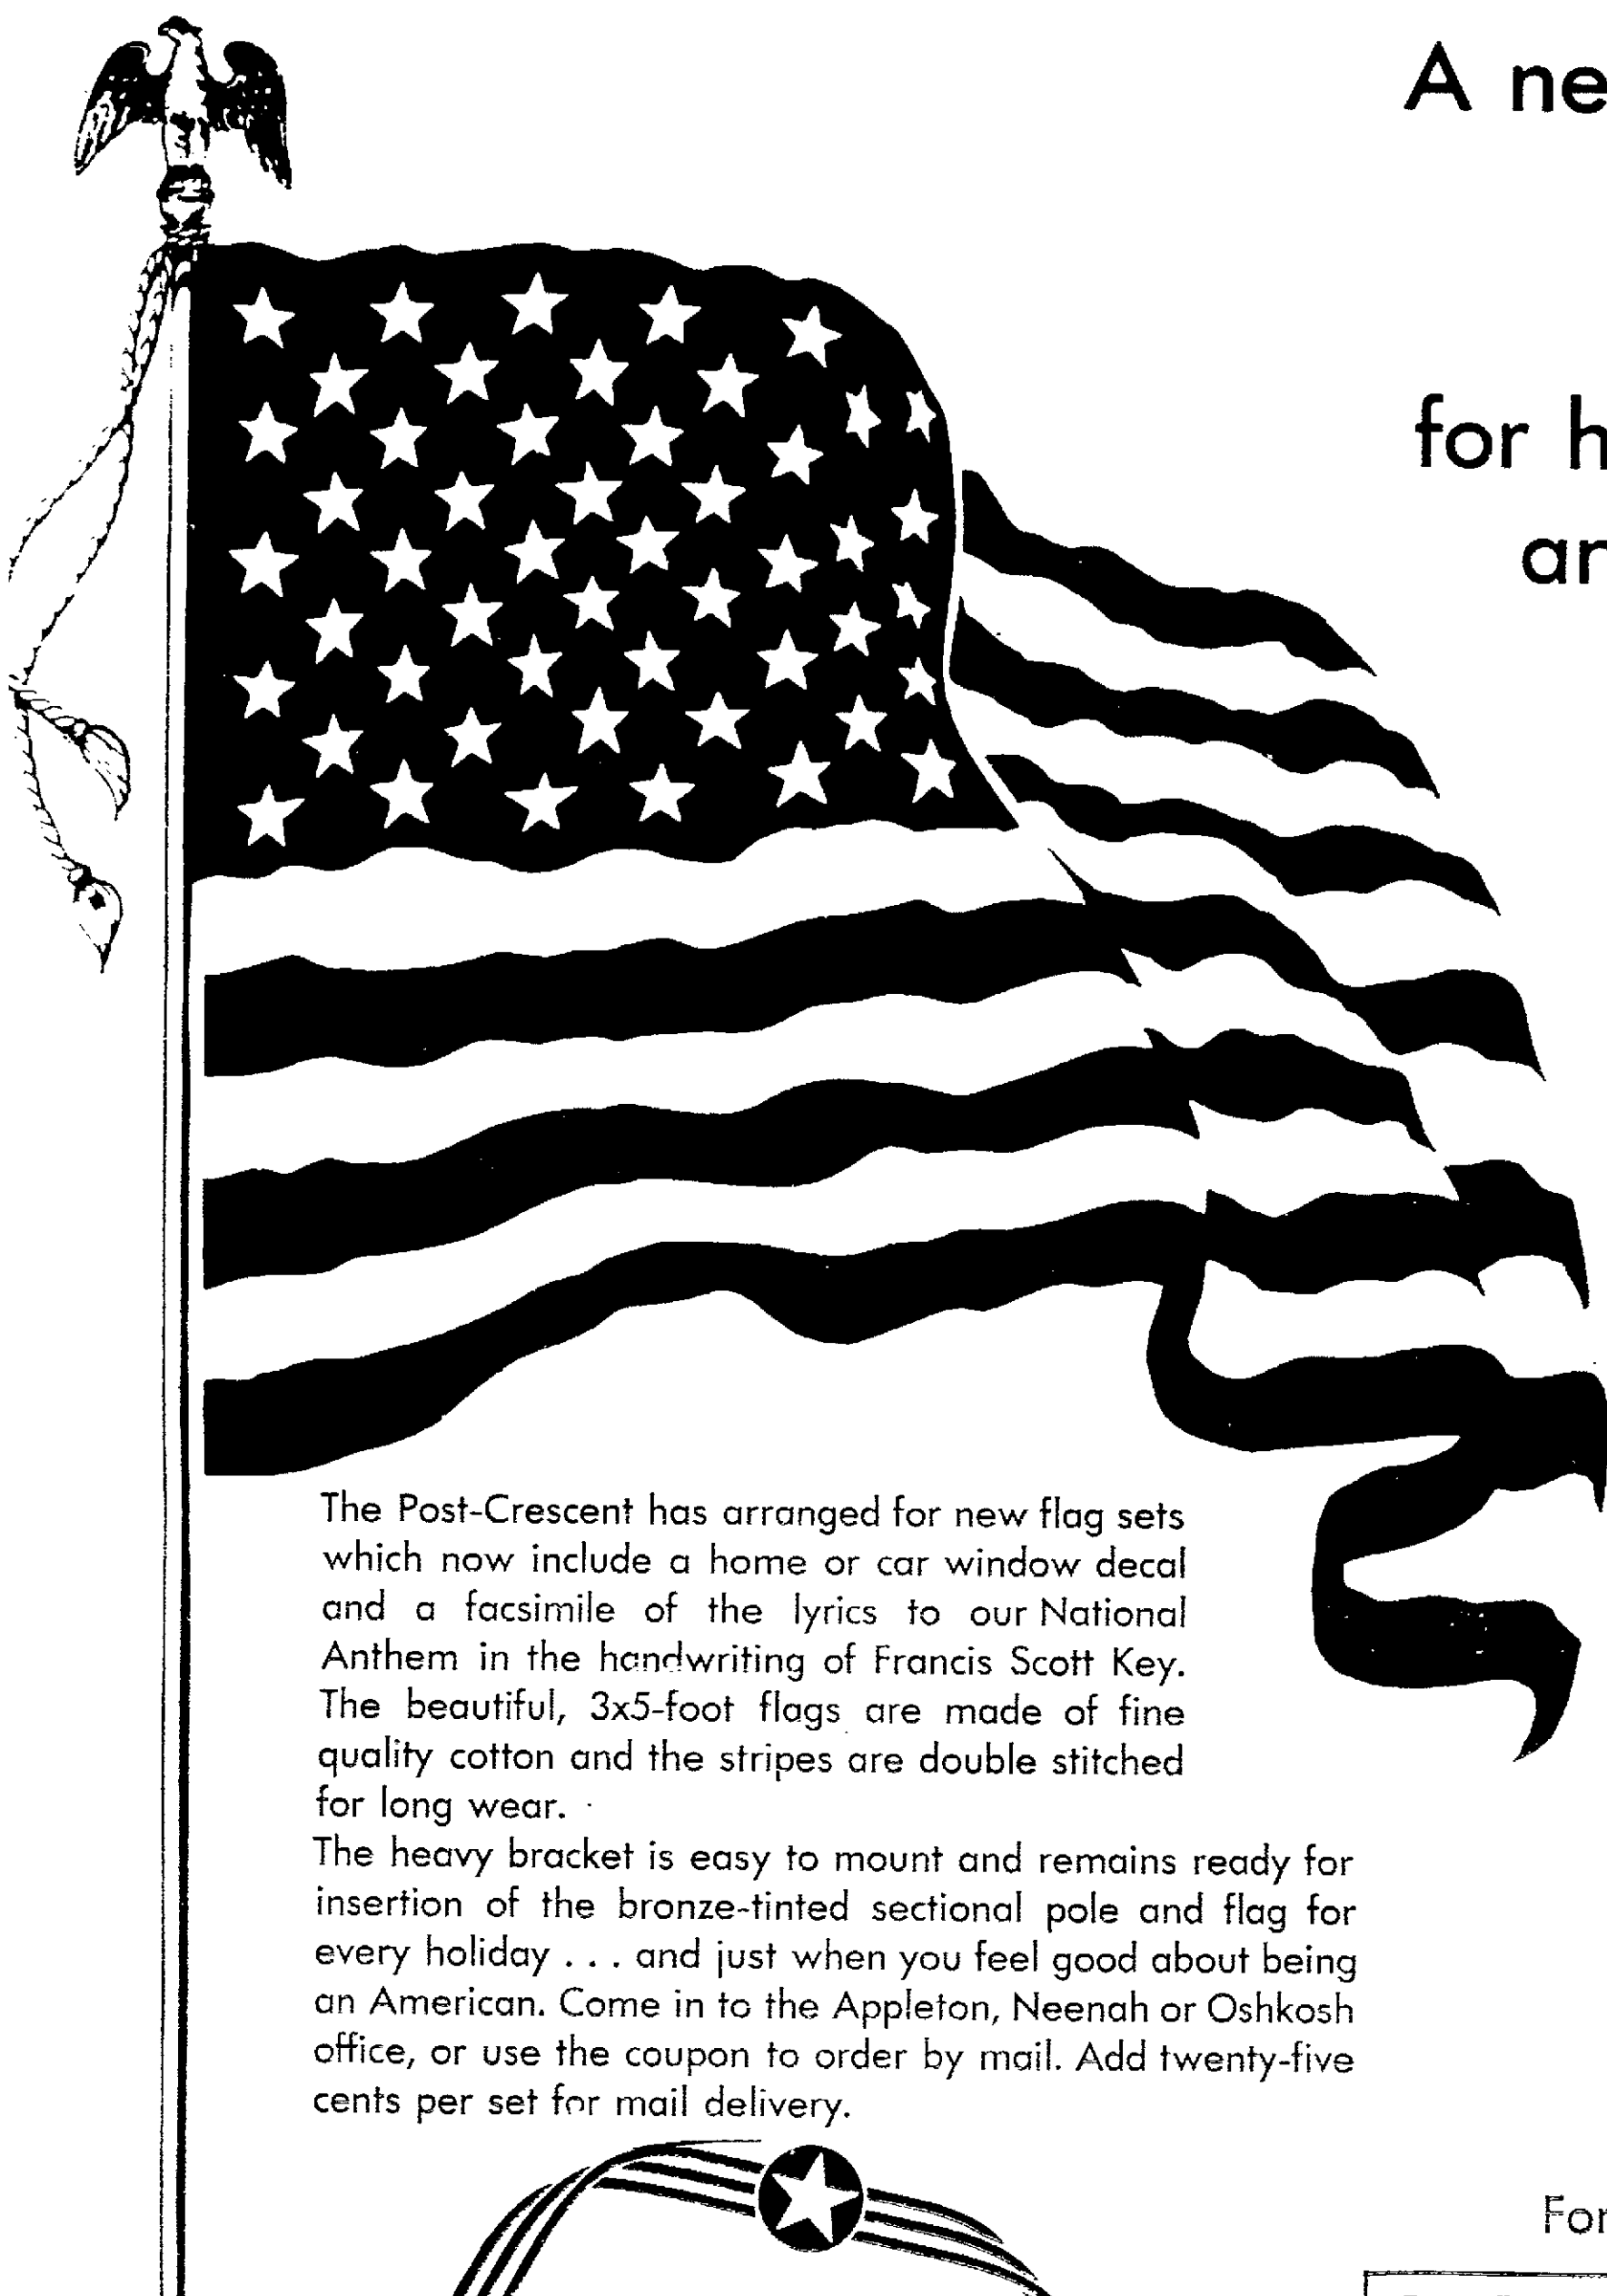 A ne
for h
an
The Post-Crescent has arranged for new flag sets
which now include a home or car window decal
and a facsimile of the lyrics to our National
Anthem in the handwriting of Francis Scott Key.
The beautiful, 3x5-foot flags are made of fine
quality cotton and the stripes are double stitched
for long wear.
The heavy bracket is easy to mount and remains ready for
insertion of the bronze-tinted sectional pole and flag for
every holiday . . . and just when you feel good about being
an American. Come in to the Appleton, Neenah or Oshkosh
office, or use the coupon to order by mail. Add twenty-five
cents per set for mail delivery.
For